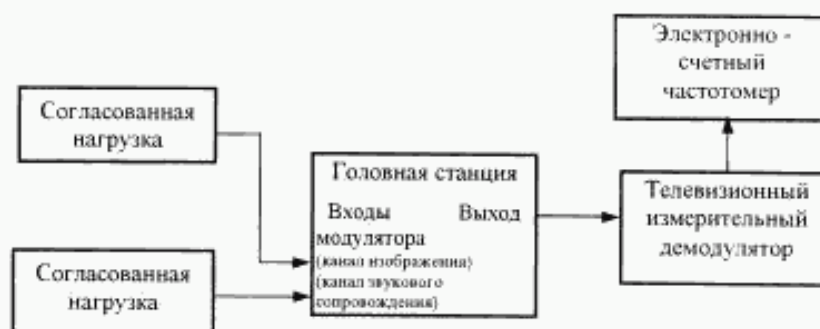 Электронно -
счетный
частотомер
Согласованная
нагрузка
Головная станция
Входы Выход
модулятора
(канал изображения)
(канал звукового
сопровождения)
Телевизионный
измерительный
демодулятор
Согласованная
нагрузка